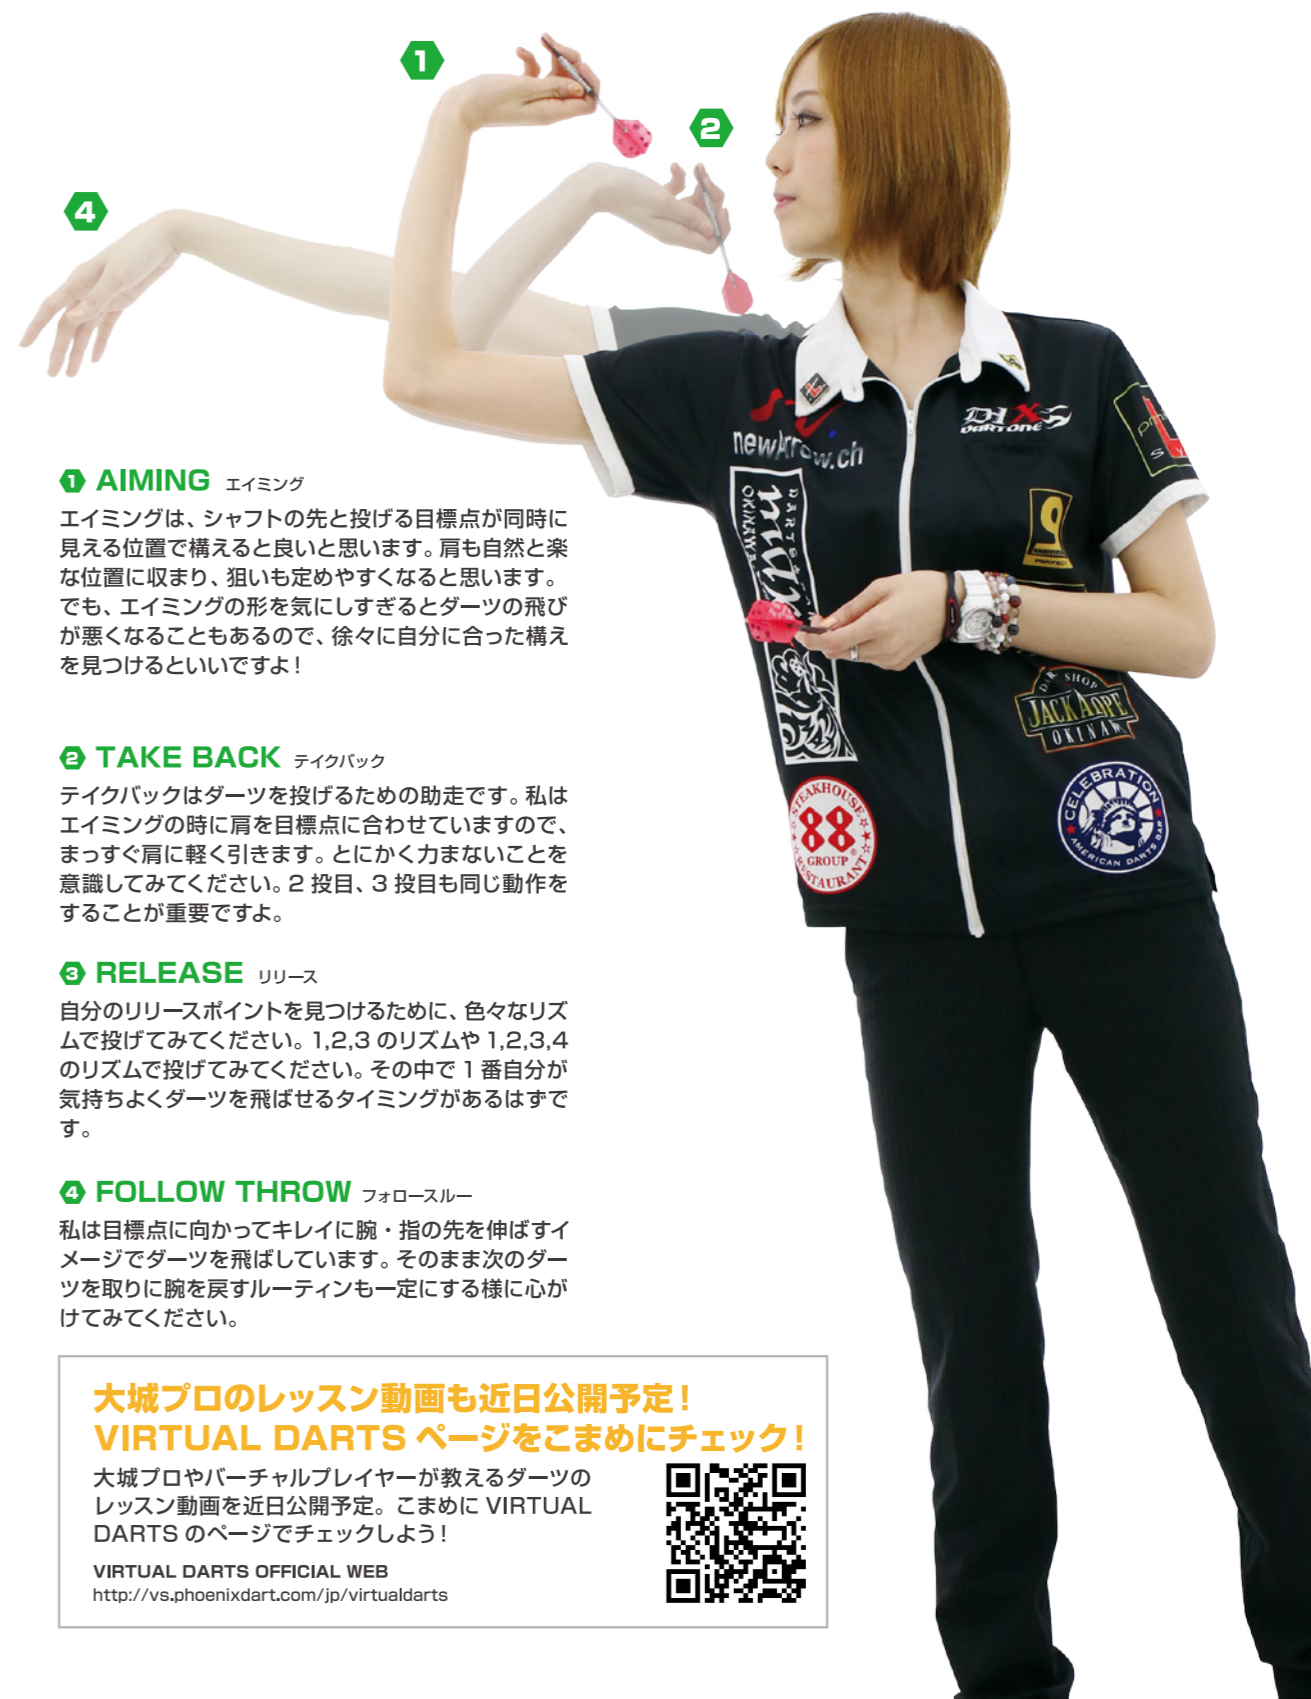 1
2
4
1 AIMING エイミング
エイミングは、シャフトの先と投げる目標点が同時に
見える位置で構えると良いと思います。肩も自然と楽
な位置に収まり、狙いも定めやすくなると思います。
でも、エイミングの形を気にしすぎるとダーツの飛び
が悪くなることもあるので、徐々に自分に合った構え
を見つけるといいですよ！
2 TAKE BACK テイクバック
テイクバックはダーツを投げるための助走です。私は
エイミングの時に肩を目標点に合わせていますので、
まっすぐ肩に軽く引きます。とにかく力まないことを
意識してみてください。2 投目、3 投目も同じ動作を
することが重要ですよ。
3 RELEASE リリース
自分のリリースポイントを見つけるために、色々なリズ
ムで投げてみてください。1,2,3 のリズムや 1,2,3,4
のリズムで投げてみてください。その中で 1 番自分が
気持ちよくダーツを飛ばせるタイミングがあるはずで
す。
4 FOLLOW THROW フォロースルー
私は目標点に向かってキレイに腕・指の先を伸ばすイ
メージでダーツを飛ばしています。そのまま次のダー
ツを取りに腕を戻すルーティンも一定にする様に心が
けてみてください。
大城プロのレッスン動画も近日公開予定！
VIRTUAL DARTS ページをこまめにチェック！
大城プロやバーチャルプレイヤーが教えるダーツの
レッスン動画を近日公開予定。こまめに VIRTUAL
DARTS のページでチェックしよう！
VIRTUAL DARTS OFFICIAL WEB
http://vs.phoenixdart.com/jp/virtualdarts
newArrow.ch
DARTONE
9
PERFECT
DARTS
OKINAWA
SHOP
OKINAWA
STEAKHOUSE
88
GROUP
RESTAURANT
CELEBRATION
AMERICAN DARTS BAR